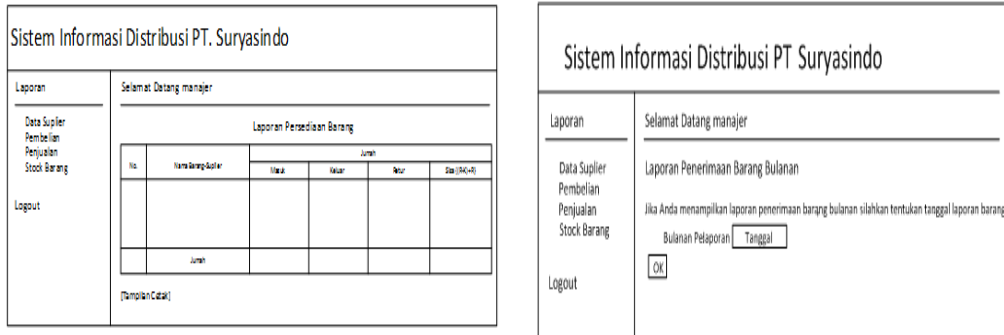 Sistem Informasi Distribusi PT. Suryasindo
Laporan
Selamat Datang manajer
Data Suplier
Pembelian
Penjualan
Stock Barang
Logout
Laporan Persediaan Barang
No.
Nama Barang-Suplier
Jumlah
Masuk
Keluar
Retur
Jumlah
[Tampilan Cetak]
Sistem Informasi Distribusi PT Suryasindo
Laporan
Selamat Datang manajer
Data Suplier
Pembelian
Penjualan
Stock Barang
Logout
Laporan Penerimaan Barang Bulanan
Jika Anda menampilkan laporan penerimaan barang bulanan silahkan tentukan tanggal laporan barang
Bulanan Pelaporan Tanggal
OK